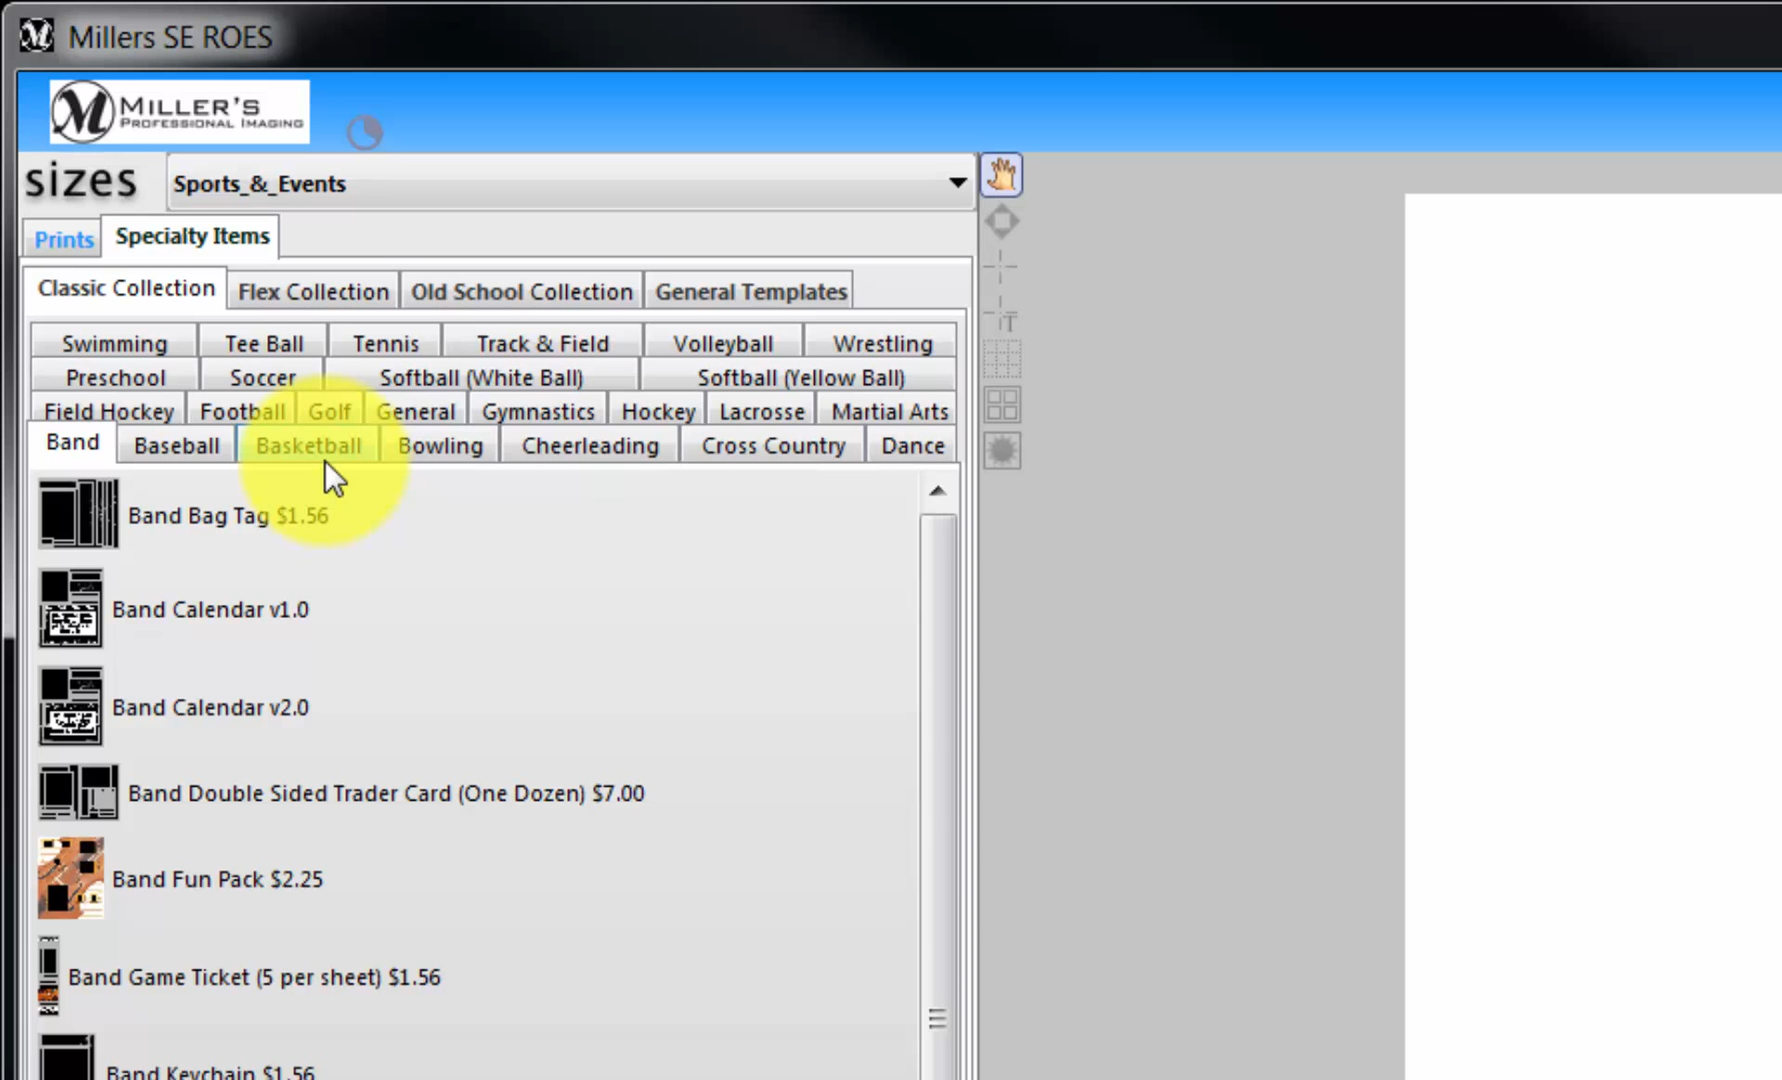 Millers SE ROES
M MILLER'S
PROFESSIONAL IMAGING
sizes Sports_&_Events
Prints Specialty Items
Classic Collection Flex Collection Old School Collection General Templates
Swimming Tee Ball Tennis Track & Field Volleyball Wrestling
Preschool Soccer Softball (White Ball) Softball (Yellow Ball)
Field Hockey Football Golf General Gymnastics Hockey Lacrosse Martial Arts
Band Baseball Basketball Bowling Cheerleading Cross Country Dance
Band Bag Tag $1.56
Band Calendar v1.0
Band Calendar v2.0
Band Double Sided Trader Card (One Dozen) $7.00
Band Fun Pack $2.25
Band Game Ticket (5 per sheet) $1.56
Band Keychain $1.56